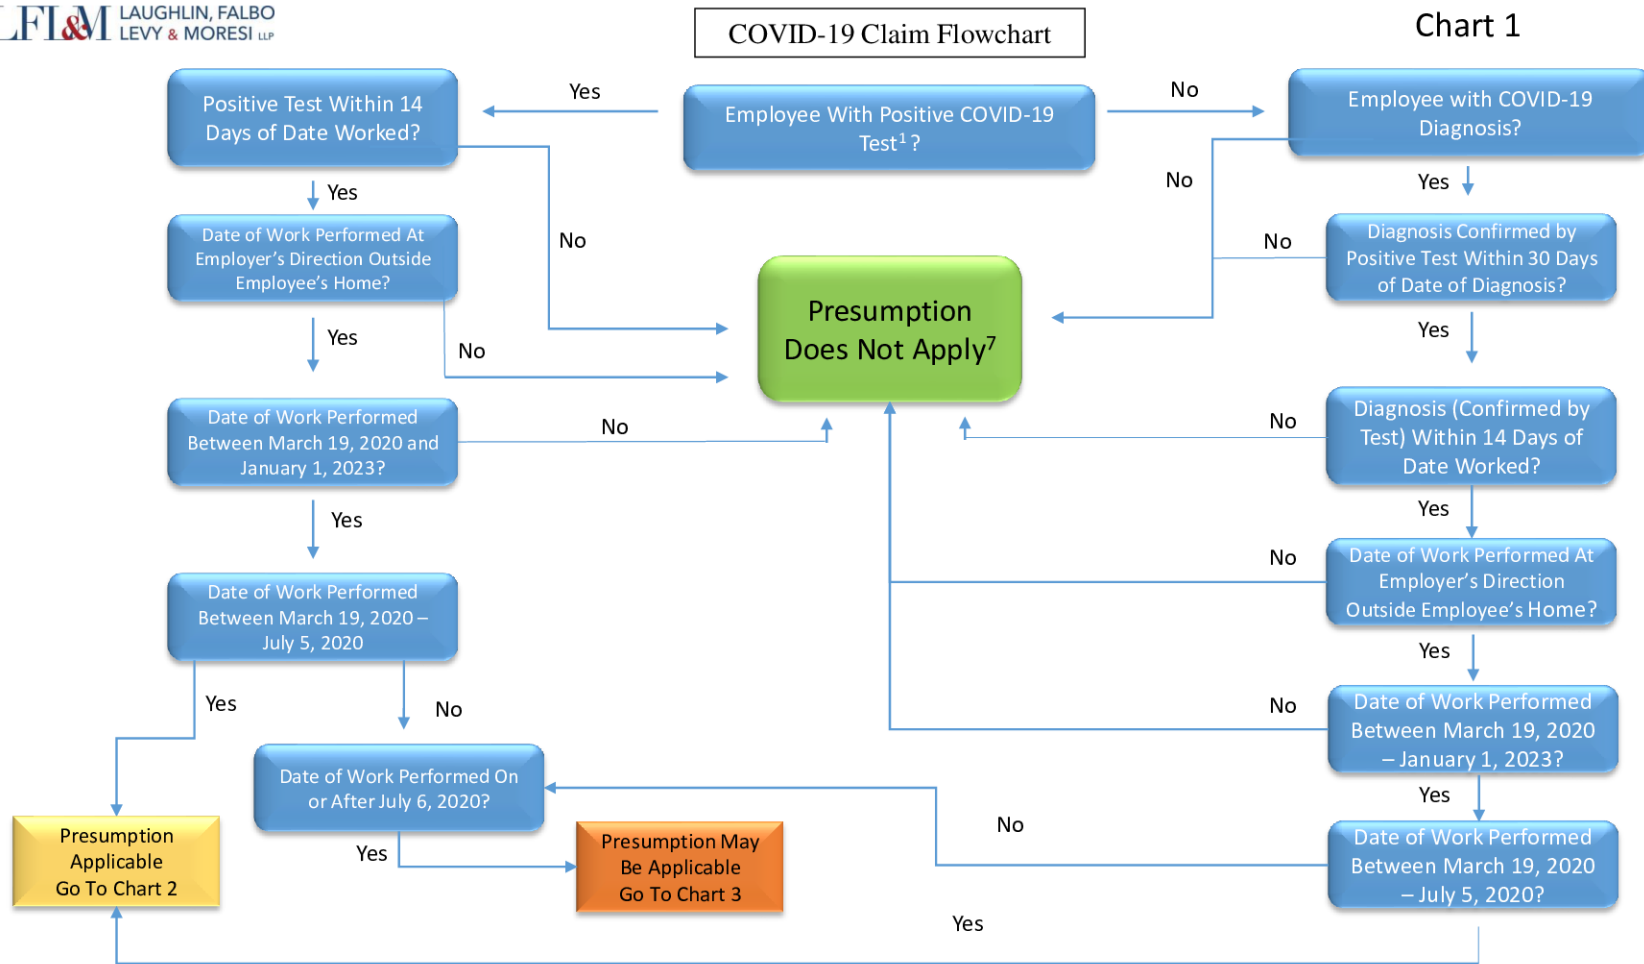 LFL&M LAUGHLIN, FALBO
LEVY & MORESI LLP
COVID-19 Claim Flowchart
Chart 1
Positive Test Within 14
Days of Date Worked?
Yes
Employee With Positive COVID-19
Test1 ?
No
Employee with COVID-19
Diagnosis?
Yes
No
No
Yes
Date of Work Performed At
Employer's Direction Outside
Employee's Home?
No
Diagnosis Confirmed by
Positive Test Within 30 Days
of Date of Diagnosis?
Presumption
Does Not Apply7
Yes
No
Yes
Date of Work Performed
Between March 19, 2020 and
January 1, 2023?
No
No
Diagnosis (Confirmed by
Test) Within 14 Days of
Date Worked?
Yes
Yes
Date of Work Performed
Between March 19, 2020 –
July 5, 2020
No
Date of Work Performed At
Employer's Direction
Outside Employee's Home?
Yes
Yes
No
No
Date of Work Performed
Between March 19, 2020
– January 1, 2023?
Date of Work Performed On
or After July 6, 2020?
Yes
Yes
No
Presumption
Applicable
Go To Chart 2
Presumption May
Be Applicable
Go To Chart 3
Date of Work Performed
Between March 19, 2020
– July 5, 2020?
Yes